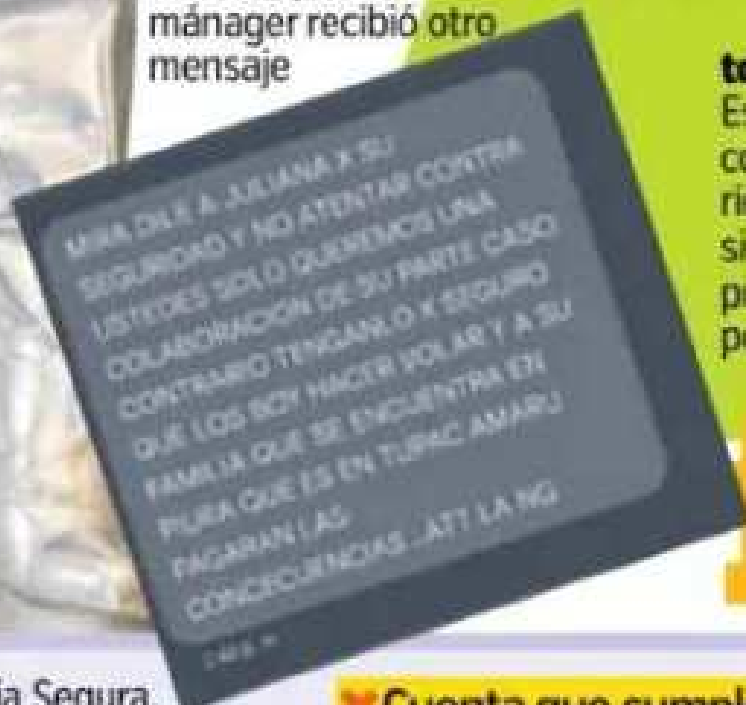 mánager recibió otro
mensaje
MIRA DILE A JULIANA X SU
SEGURIDAD Y NO ATENTAR CONTRA
USTEDES SOLO QUEREMOS UNA
COLABORACION DE SU PARTE CASO
CONTRARIO TENGANLO X SEGURO
QUE LOS BOY HACER VOLAR Y A SU
FAMILIA QUE SE ENCUENTRA EN
PIURA QUE ES EN TUPAC AMARU
PAGARAN LAS
CONCECUENCIAS...ATT LA NG
ía Segura
Cuenta que